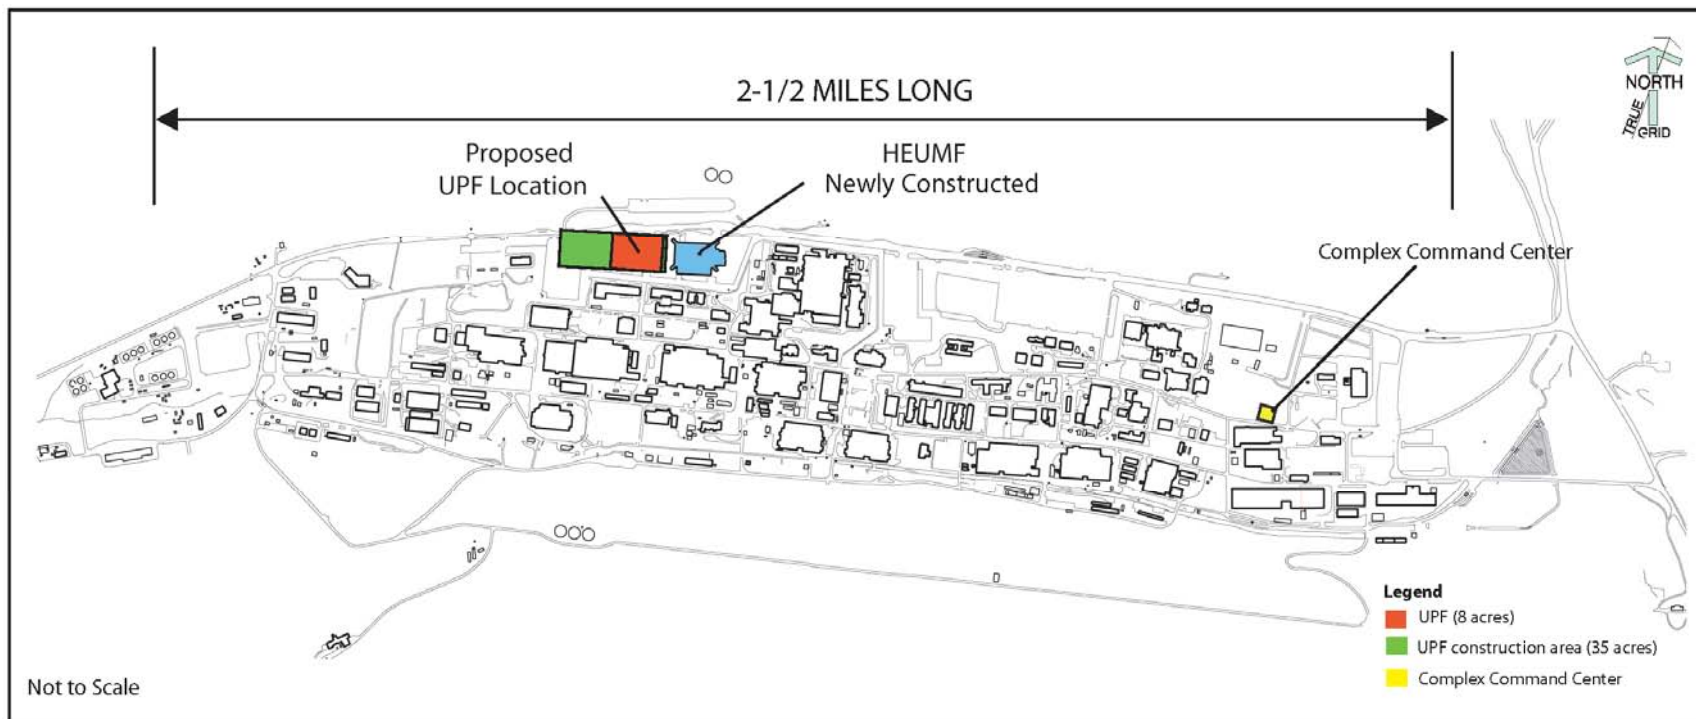 2-1/2 MILES LONG
NORTH
TRUE
GRID
Proposed
UPF Location
HEUMF
Newly Constructed
Complex Command Center
Legend
UPF (8 acres)
UPF construction area (35 acres)
Complex Command Center
Not to Scale